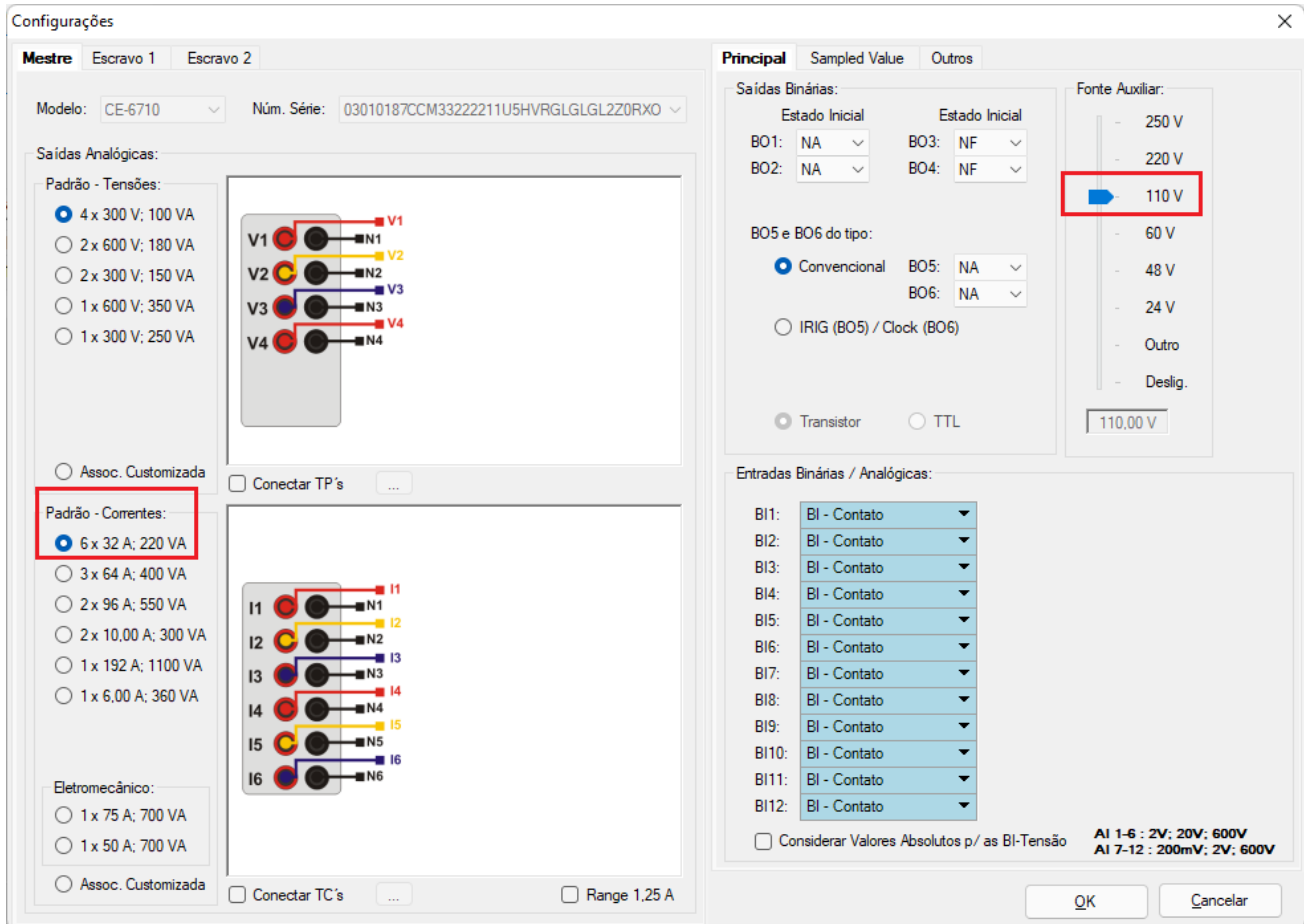 Configurações
Mestre Escravo 1 Escravo 2
Modelo: CE-6710 Núm. Série: 03010187CCM33222211U5HVRGLGLGL2Z0RXO
Saídas Analógicas:
Padrão - Tensões:
4 x 300 V; 100 VA
2 x 600 V; 180 VA
2 x 300 V; 150 VA
1 x 600 V; 350 VA
1 x 300 V; 250 VA
Assoc. Customizada
V1 V1
N1
V2 V2
N2
V3 V3
N3
V4 V4
N4
Conectar TP´s ...
Padrão - Correntes:
6 x 32 A; 220 VA
3 x 64 A; 400 VA
2 x 96 A; 550 VA
2 x 10,00 A; 300 VA
1 x 192 A; 1100 VA
1 x 6,00 A; 360 VA
Eletromecânico:
1 x 75 A; 700 VA
1 x 50 A; 700 VA
Assoc. Customizada
I1 I1
N1
I2 I2
N2
I3 I3
N3
I4 I4
N4
I5 I5
N5
I6 I6
N6
Conectar TC´s ... Range 1,25 A
Principal Sampled Value Outros
Saídas Binárias:
Estado Inicial Estado Inicial
BO1: NA BO3: NF
BO2: NA BO4: NF
BO5 e BO6 do tipo:
Convencional BO5: NA
BO6: NA
IRIG (BO5) / Clock (BO6)
Transistor TTL
Fonte Auxiliar:
250 V
220 V
110 V
60 V
48 V
24 V
Outro
Deslig.
110,00 V
Entradas Binárias / Analógicas:
BI1: BI - Contato
BI2: BI - Contato
BI3: BI - Contato
BI4: BI - Contato
BI5: BI - Contato
BI6: BI - Contato
BI7: BI - Contato
BI8: BI - Contato
BI9: BI - Contato
BI10: BI - Contato
BI11: BI - Contato
BI12: BI - Contato
Considerar Valores Absolutos p/ as BI-Tensão
AI 1-6 : 2V; 20V; 600V
AI 7-12 : 200mV; 2V; 600V
OK Cancelar